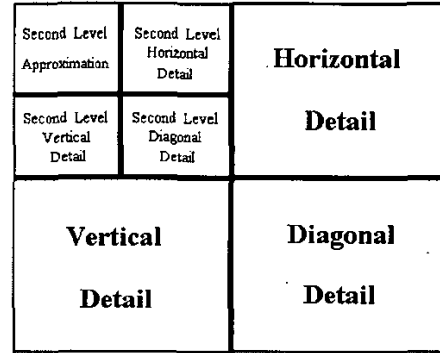 Second Level
Approximation
Second Level
Horizontal
Detail
Horizontal
Detail
Second Level
Vertical
Detail
Second Level
Diagonal
Detail
Vertical
Detail
Diagonal
Detail